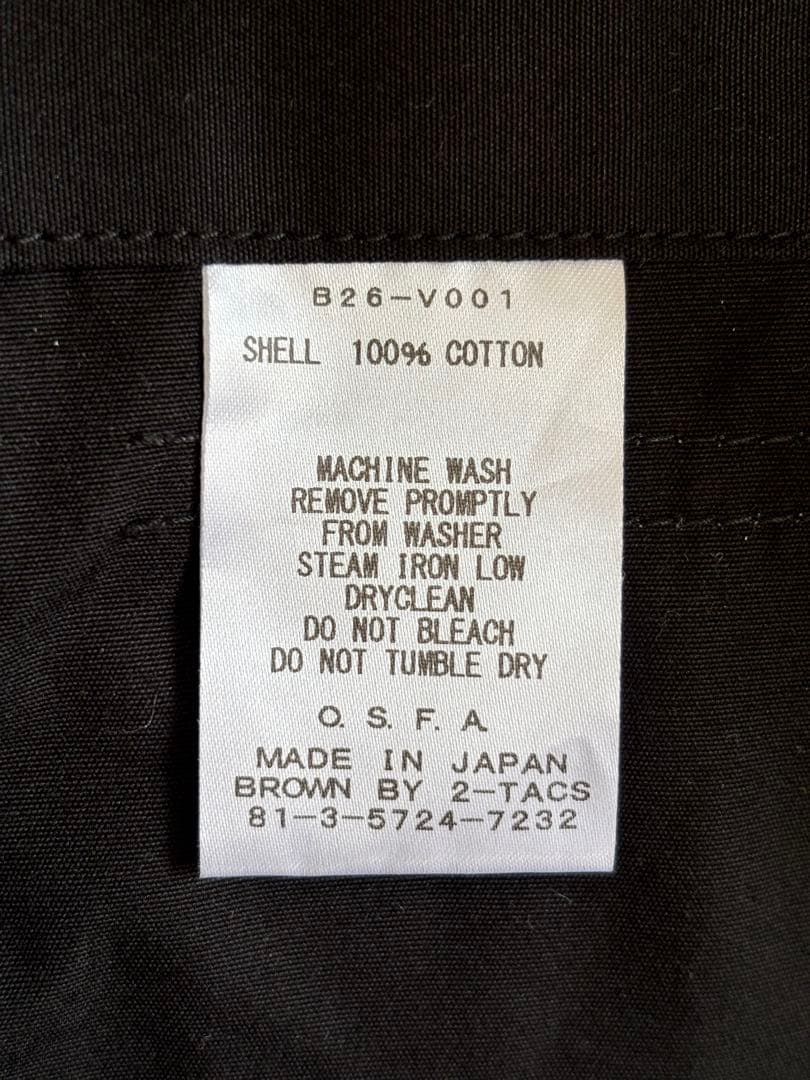 B26-V001
SHELL 100% COTTON
MACHINE WASH
REMOVE PROMPTLY
FROM WASHER
STEAM IRON LOW
DRYCLEAN
DO NOT BLEACH
DO NOT TUMBLE DRY
O. S. F. A
MADE IN JAPAN
BROWN BY 2-TACS
81-3-5724-7232